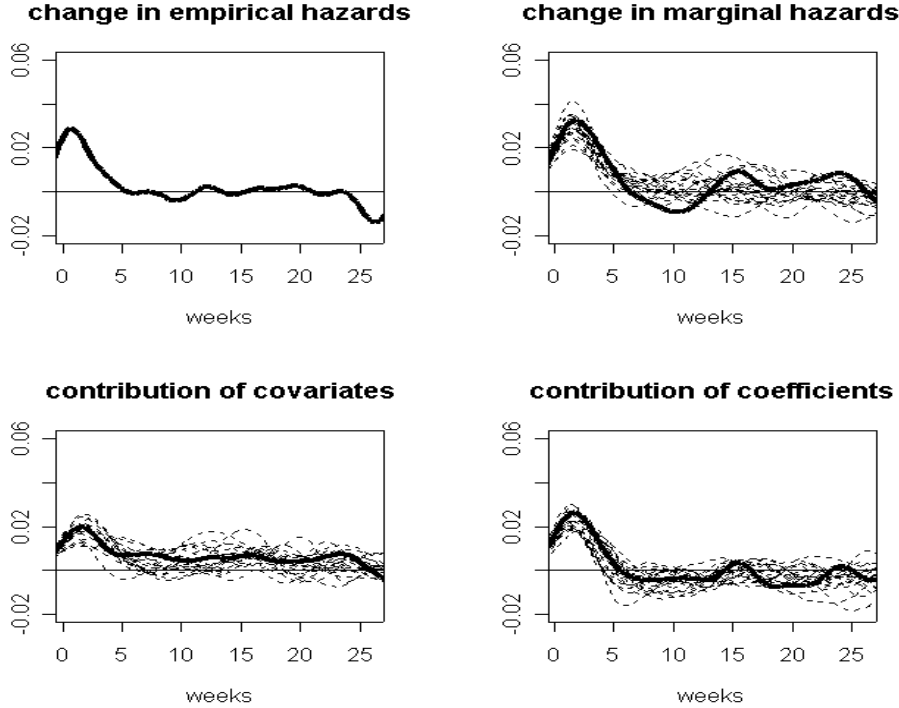 change in empirical hazards
0.06
0.02
-0.02
0 5 10 15 20 25
weeks
change in marginal hazards
0.06
0.02
-0.02
0 5 10 15 20 25
weeks
contribution of covariates
0.06
0.02
-0.02
0 5 10 15 20 25
weeks
contribution of coefficients
0.06
0.02
-0.02
0 5 10 15 20 25
weeks